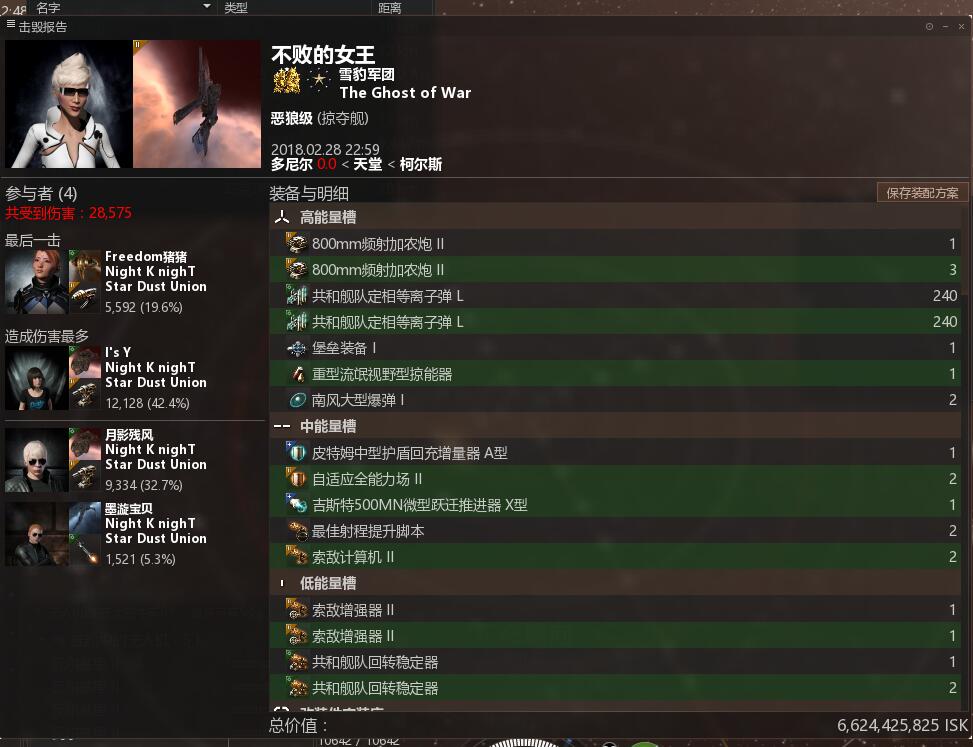 2:48 名字 类型 距离
击毁报告
不败的女王
雪豹军团
The Ghost of War
恶狼级 (掠夺舰)
2018.02.28 22:59
多尼尔 0.0 < 天堂 < 柯尔斯
参与者 (4)
共受到伤害：28,575
最后一击
Freedom猪猪
Night K nighT
Star Dust Union
5,592 (19.6%)
造成伤害最多
I's Y
Night K nighT
Star Dust Union
12,128 (42.4%)
月影残风
Night K nighT
Star Dust Union
9,334 (32.7%)
墨漩宝贝
Night K nighT
Star Dust Union
1,521 (5.3%)
装备与明细 保存装配方案
高能量槽
800mm频射加农炮 II 1
800mm频射加农炮 II 3
共和舰队定相等离子弹 L 240
共和舰队定相等离子弹 L 240
堡垒装备 I 1
重型流氓视野型掠能器 1
南风大型爆弹 I 2
中能量槽
皮特姆中型护盾回充增量器 A型 1
自适应全能力场 II 2
吉斯特500MN微型跃迁推进器 X型 1
最佳射程提升脚本 2
索敌计算机 II 2
低能量槽
索敌增强器 II 1
索敌增强器 II 1
共和舰队回转稳定器 1
共和舰队回转稳定器 2
总价值： 6,624,425,825 ISK
10642 / 10642